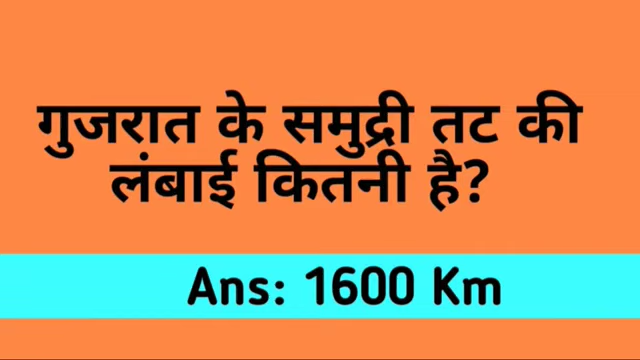 गुजरात के समुद्री तट की
लंबाई कितनी है?
Ans: 1600 Km